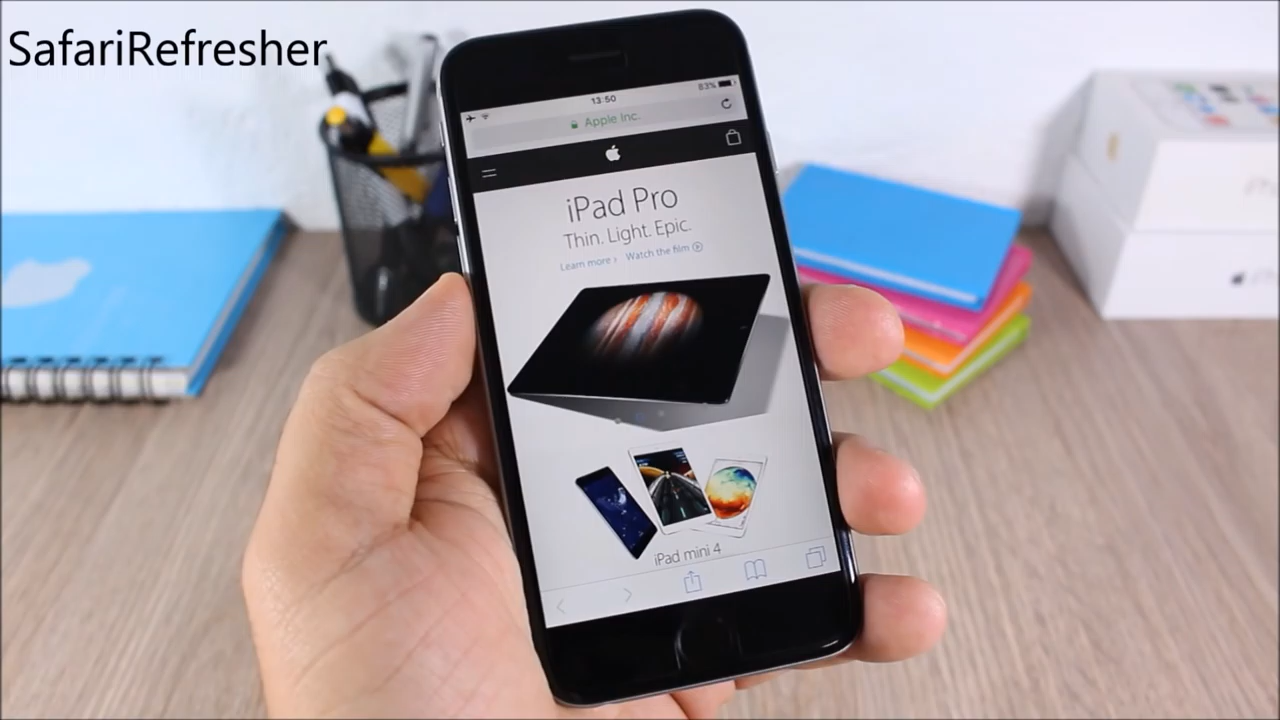 SafariRefresher
13:50
83%
Apple Inc.
iPad Pro
Thin. Light. Epic.
Learn more › Watch the film
iPad mini 4